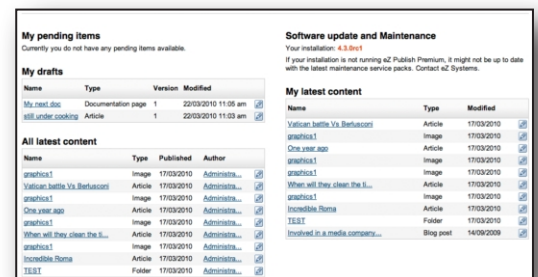 My pending items
Currently you do not have any pending items available.
My drafts
Name Type Version Modified
My next doc Documentation page 1 22/03/2010 11:05 am
still under cooking Article 1 22/03/2010 11:03 am
All latest content
Name Type Published Author
graphics1 Image 17/03/2010 Administra...
Vatican battle Vs Berlusconi Article 17/03/2010 Administra...
graphics1 Image 17/03/2010 Administra...
One year ago Article 17/03/2010 Administra...
graphics1 Image 17/03/2010 Administra...
When will they clean the ti... Article 17/03/2010 Administra...
graphics1 Image 17/03/2010 Administra...
Incredible Roma Article 17/03/2010 Administra...
TEST Folder 17/03/2010 Administra...
Software update and Maintenance
Your installation: 4.3.0rc1
If your installation is not running eZ Publish Premium, it might not be up to date
with the latest maintenance service packs. Contact eZ Systems.
My latest content
Name Type Modified
Vatican battle Vs Berlusconi Article 17/03/2010
graphics1 Image 17/03/2010
One year ago Article 17/03/2010
graphics1 Image 17/03/2010
graphics1 Image 17/03/2010
When will they clean the ti... Article 17/03/2010
graphics1 Image 17/03/2010
Incredible Roma Article 17/03/2010
TEST Folder 17/03/2010
Involved in a media company... Blog post 14/09/2009